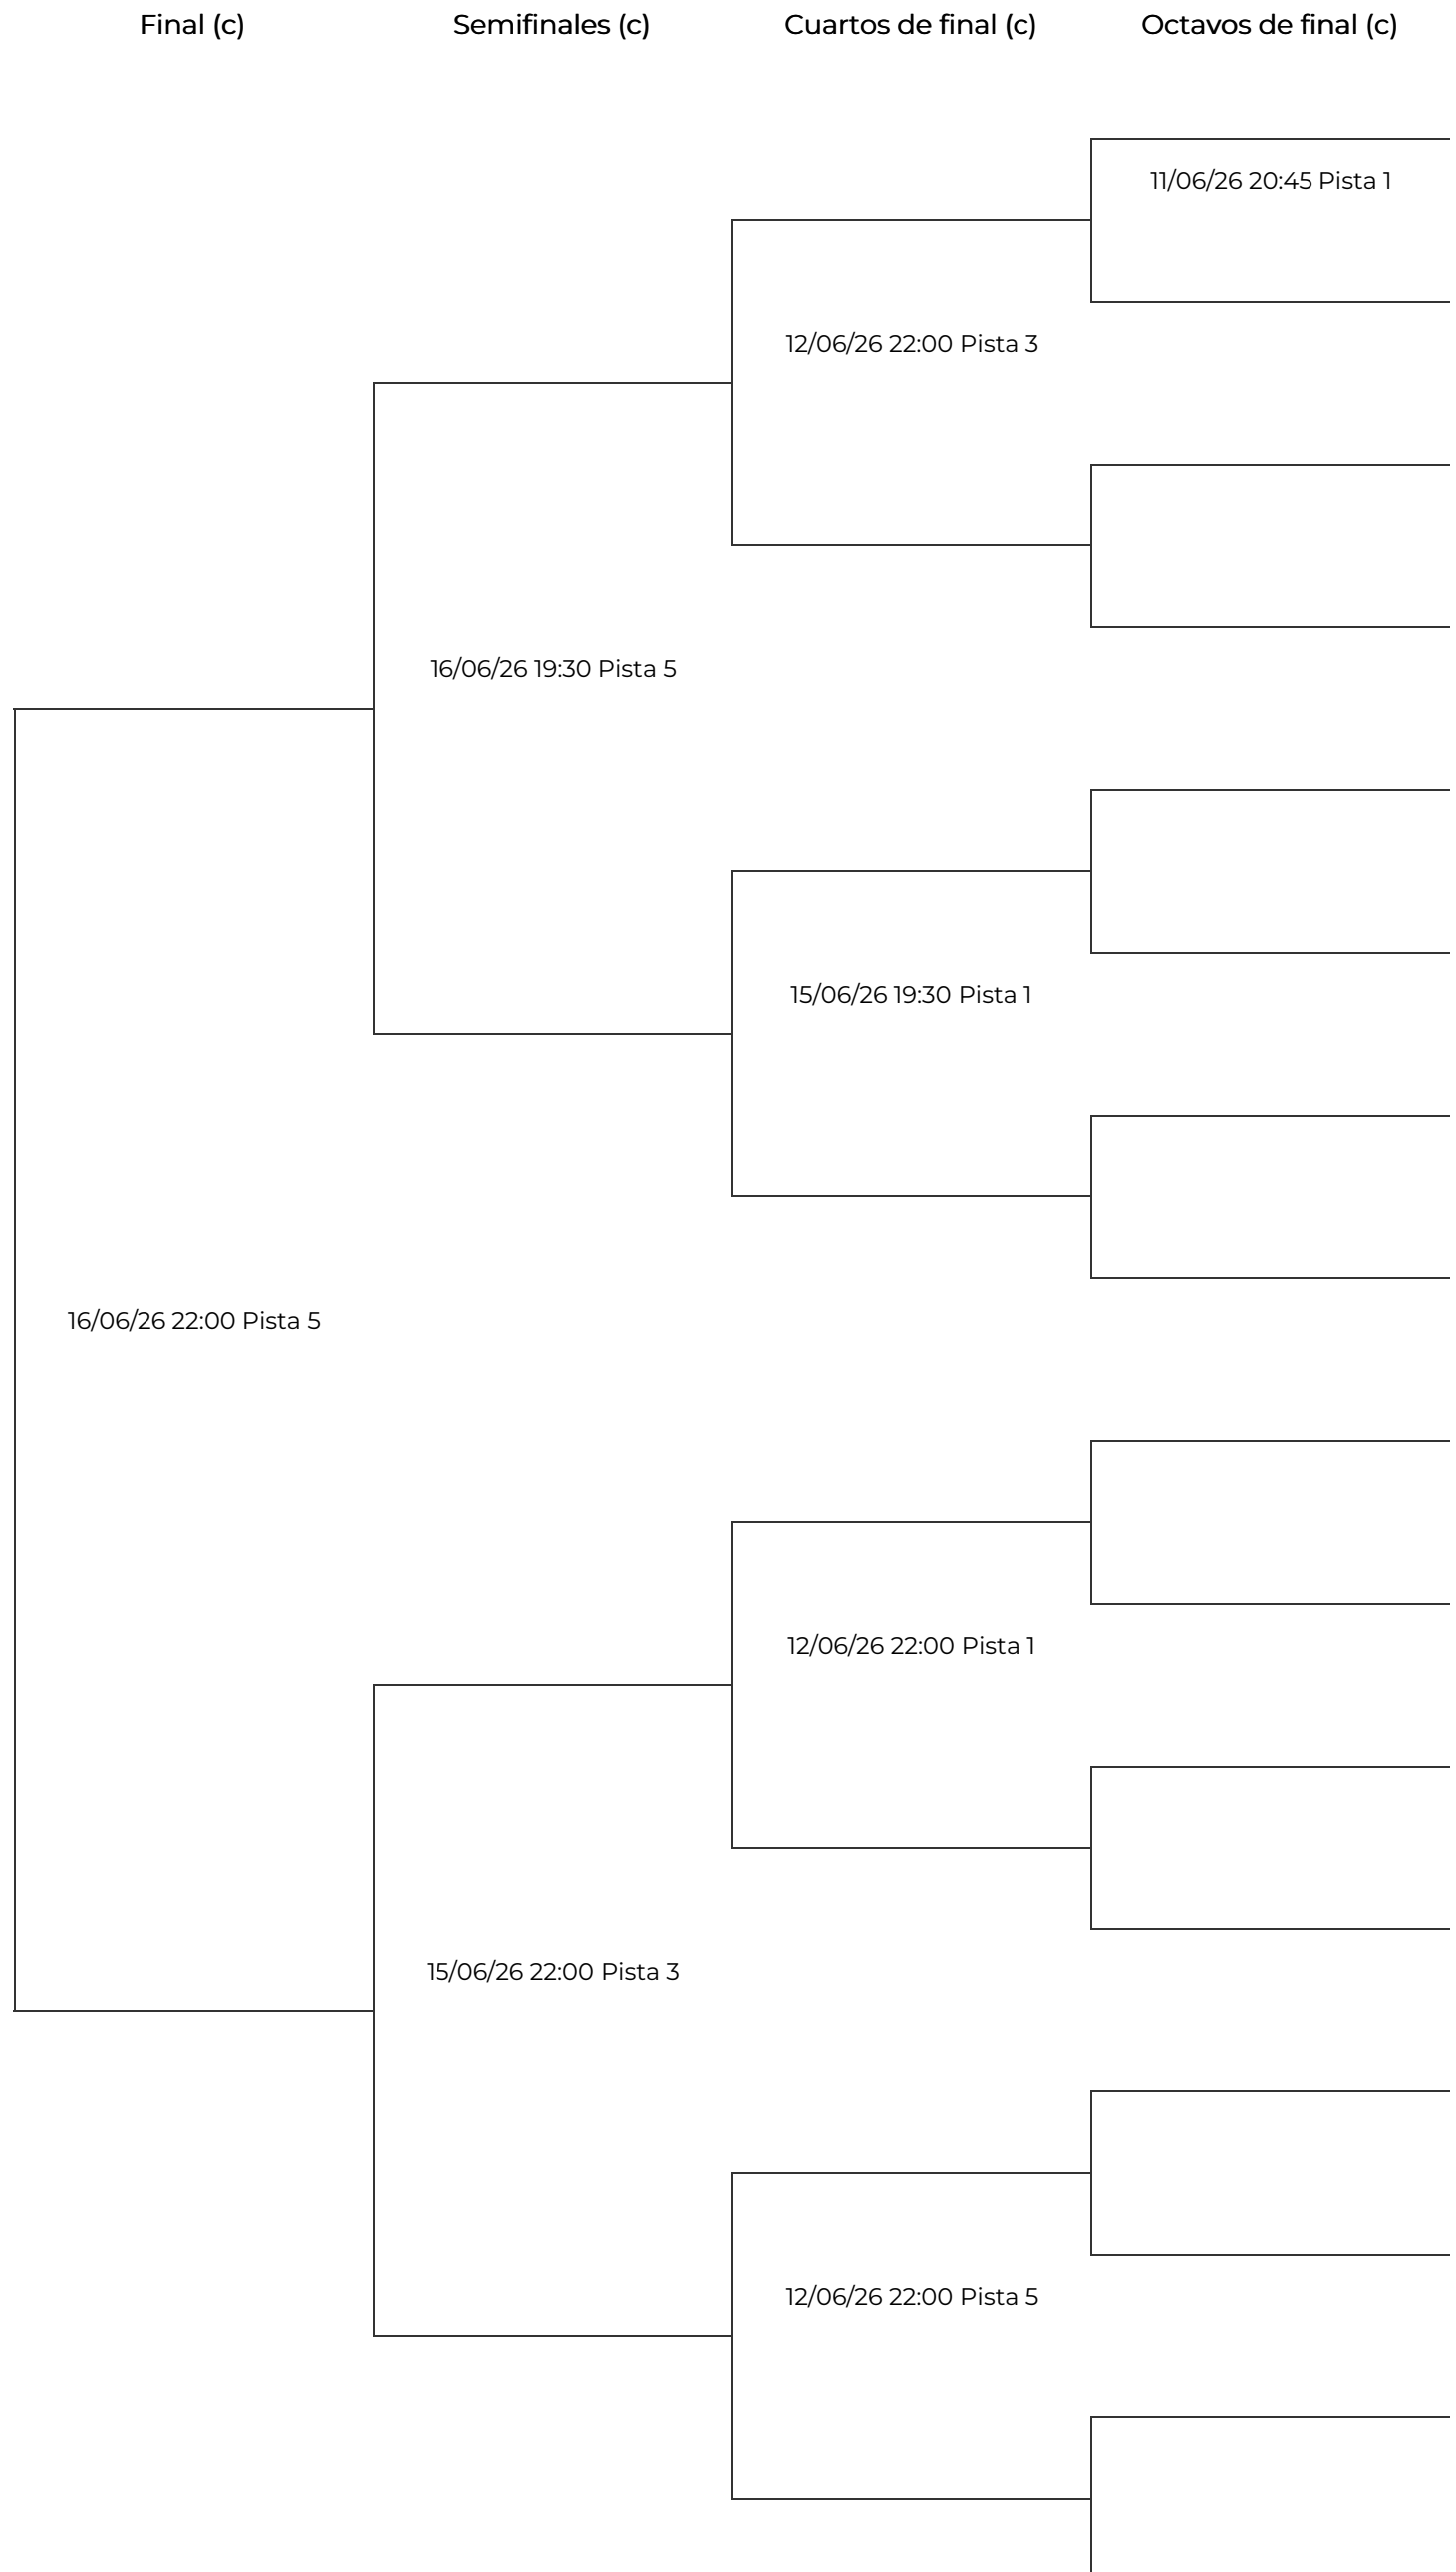 Final (c)
Semifinales (c)
Cuartos de final (c)
Octavos de final (c)
11/06/26 20:45 Pista 1
12/06/26 22:00 Pista 3
16/06/26 19:30 Pista 5
15/06/26 19:30 Pista 1
16/06/26 22:00 Pista 5
12/06/26 22:00 Pista 1
15/06/26 22:00 Pista 3
12/06/26 22:00 Pista 5